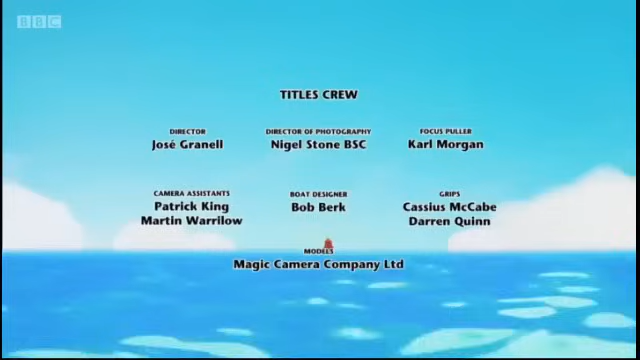 BBC
TITLES CREW
DIRECTOR
José Granell
DIRECTOR OF PHOTOGRAPHY
Nigel Stone BSC
FOCUS PULLER
Karl Morgan
CAMERA ASSISTANTS
Patrick King
Martin Warrilow
BOAT DESIGNER
Bob Berk
GRIPS
Cassius McCabe
Darren Quinn
MODELS
Magic Camera Company Ltd